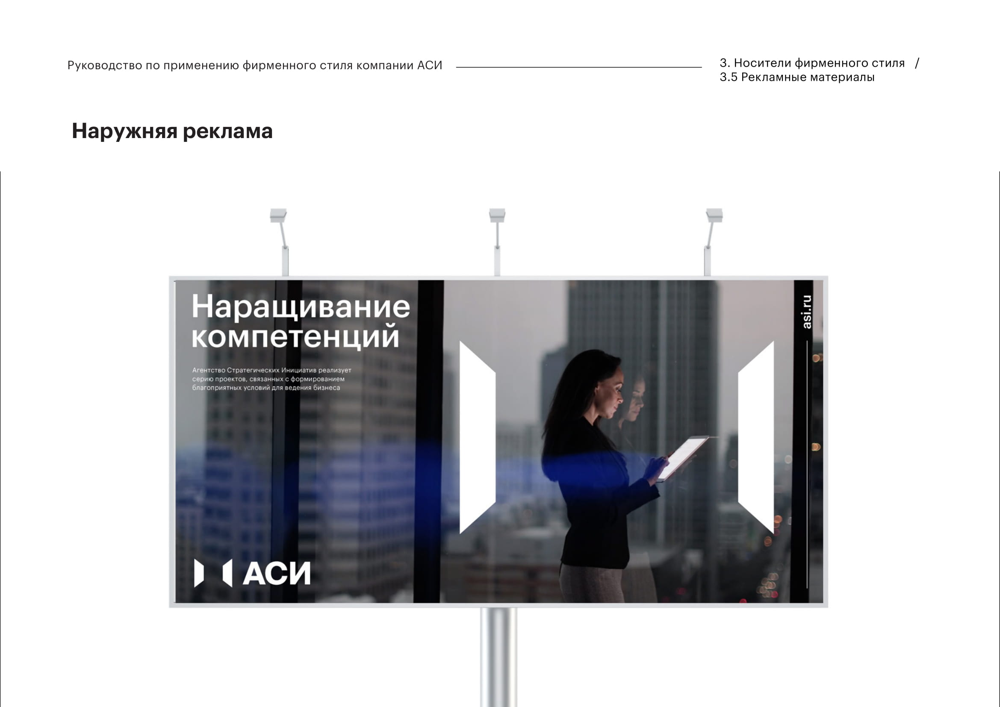 Руководство по применению фирменного стиля компании АСИ
3. Носители фирменного стиля /
3.5 Рекламные материалы
Наружняя реклама
Наращивание
компетенций
Агентство Стратегических Инициатив реализует
серию проектов, связанных с формированием
благоприятных условий для ведения бизнеса
АСИ
asi.ru